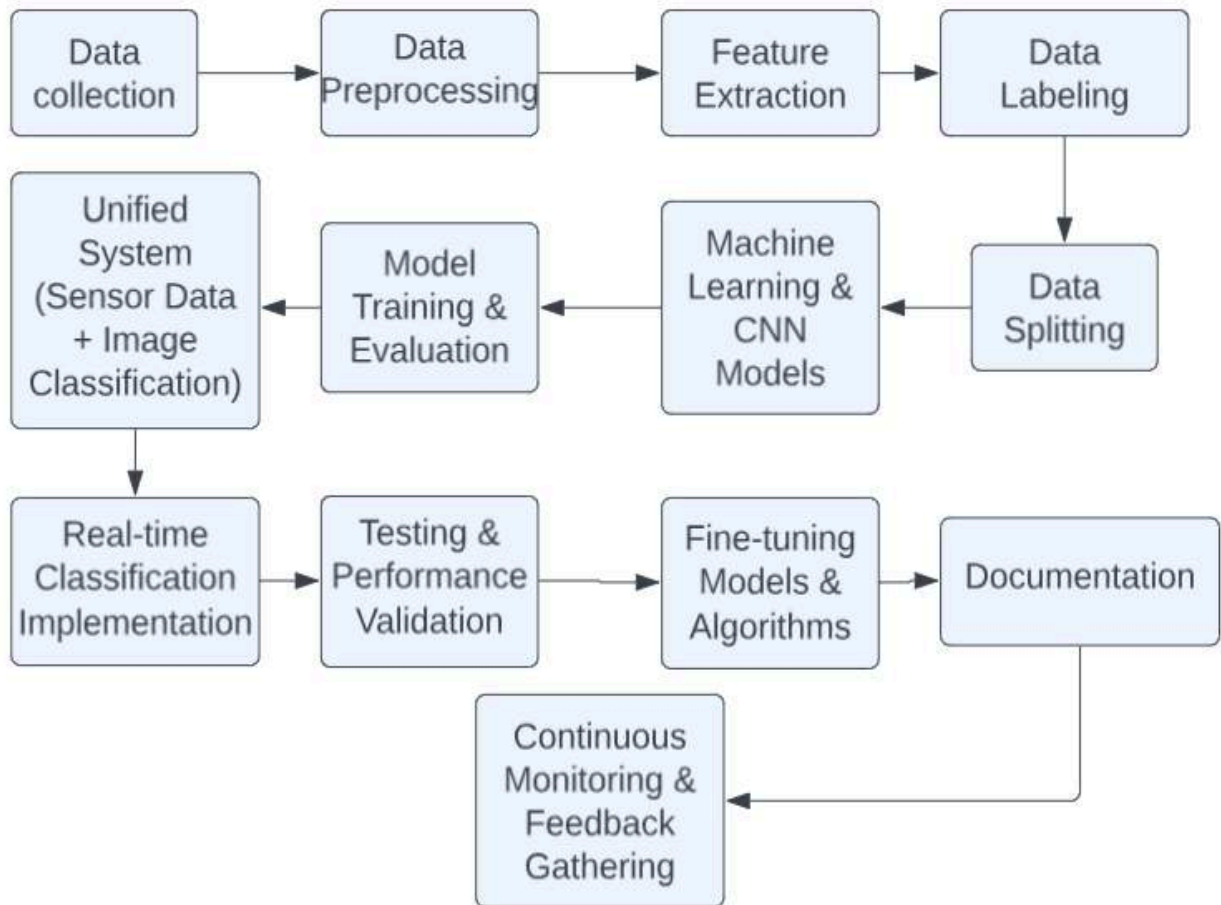 Data
collection
Data
Preprocessing
Feature
Extraction
Data
Labeling
Unified
System
(Sensor Data
+ Image
Classification)
Model
Training &
Evaluation
Machine
Learning &
CNN
Models
Data
Splitting
Real-time
Classification
Implementation
Testing &
Performance
Validation
Fine-tuning
Models &
Algorithms
Documentation
Continuous
Monitoring &
Feedback
Gathering